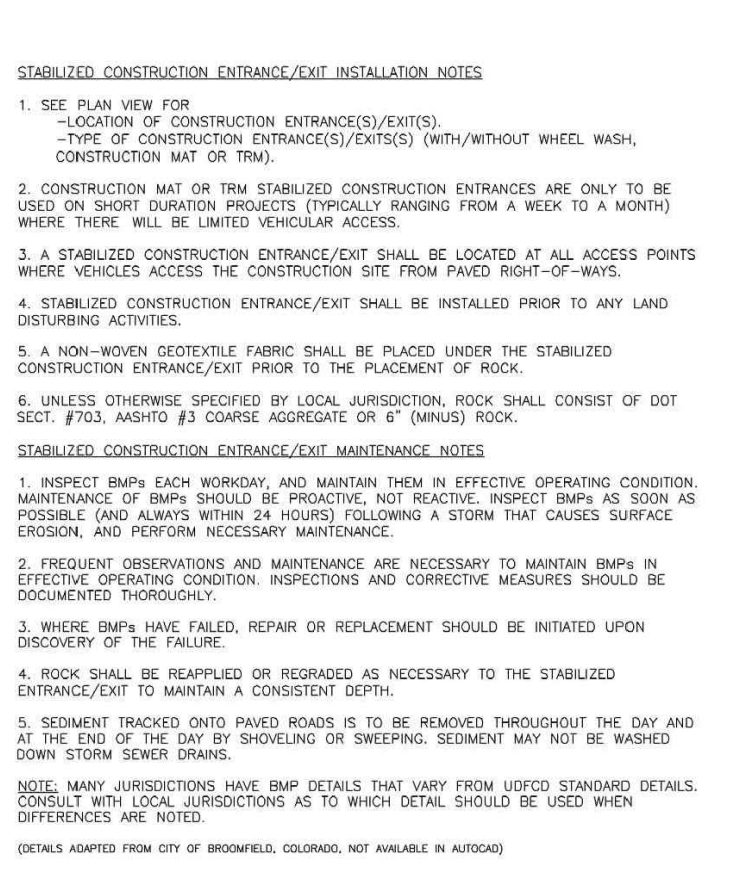 STABILIZED CONSTRUCTION ENTRANCE/EXIT INSTALLATION NOTES
1. SEE PLAN VIEW FOR
-LOCATION OF CONSTRUCTION ENTRANCE(S)/EXIT(S).
-TYPE OF CONSTRUCTION ENTRANCE(S)/EXITS(S) (WITH/WITHOUT WHEEL WASH,
CONSTRUCTION MAT OR TRM).
2. CONSTRUCTION MAT OR TRM STABILIZED CONSTRUCTION ENTRANCES ARE ONLY TO BE
USED ON SHORT DURATION PROJECTS (TYPICALLY RANGING FROM A WEEK TO A MONTH)
WHERE THERE WILL BE LIMITED VEHICULAR ACCESS.
3. A STABILIZED CONSTRUCTION ENTRANCE/EXIT SHALL BE LOCATED AT ALL ACCESS POINTS
WHERE VEHICLES ACCESS THE CONSTRUCTION SITE FROM PAVED RIGHT-OF-WAYS.
4. STABILIZED CONSTRUCTION ENTRANCE/EXIT SHALL BE INSTALLED PRIOR TO ANY LAND
DISTURBING ACTIVITIES.
5. A NON-WOVEN GEOTEXTILE FABRIC SHALL BE PLACED UNDER THE STABILIZED
CONSTRUCTION ENTRANCE/EXIT PRIOR TO THE PLACEMENT OF ROCK.
6. UNLESS OTHERWISE SPECIFIED BY LOCAL JURISDICTION, ROCK SHALL CONSIST OF DOT
SECT. #703, AASHTO #3 COARSE AGGREGATE OR 6" (MINUS) ROCK.
STABILIZED CONSTRUCTION ENTRANCE/EXIT MAINTENANCE NOTES
1. INSPECT BMPs EACH WORKDAY, AND MAINTAIN THEM IN EFFECTIVE OPERATING CONDITION.
MAINTENANCE OF BMPs SHOULD BE PROACTIVE, NOT REACTIVE. INSPECT BMPs AS SOON AS
POSSIBLE (AND ALWAYS WITHIN 24 HOURS) FOLLOWING A STORM THAT CAUSES SURFACE
EROSION, AND PERFORM NECESSARY MAINTENANCE.
2. FREQUENT OBSERVATIONS AND MAINTENANCE ARE NECESSARY TO MAINTAIN BMPs IN
EFFECTIVE OPERATING CONDITION. INSPECTIONS AND CORRECTIVE MEASURES SHOULD BE
DOCUMENTED THOROUGHLY.
3. WHERE BMPs HAVE FAILED, REPAIR OR REPLACEMENT SHOULD BE INITIATED UPON
DISCOVERY OF THE FAILURE.
4. ROCK SHALL BE REAPPLIED OR REGRADED AS NECESSARY TO THE STABILIZED
ENTRANCE/EXIT TO MAINTAIN A CONSISTENT DEPTH.
5. SEDIMENT TRACKED ONTO PAVED ROADS IS TO BE REMOVED THROUGHOUT THE DAY AND
AT THE END OF THE DAY BY SHOVELING OR SWEEPING. SEDIMENT MAY NOT BE WASHED
DOWN STORM SEWER DRAINS.
NOTE: MANY JURISDICTIONS HAVE BMP DETAILS THAT VARY FROM UDFCD STANDARD DETAILS.
CONSULT WITH LOCAL JURISDICTIONS AS TO WHICH DETAIL SHOULD BE USED WHEN
DIFFERENCES ARE NOTED.
(DETAILS ADAPTED FROM CITY OF BROOMFIELD, COLORADO, NOT AVAILABLE IN AUTOCAD)